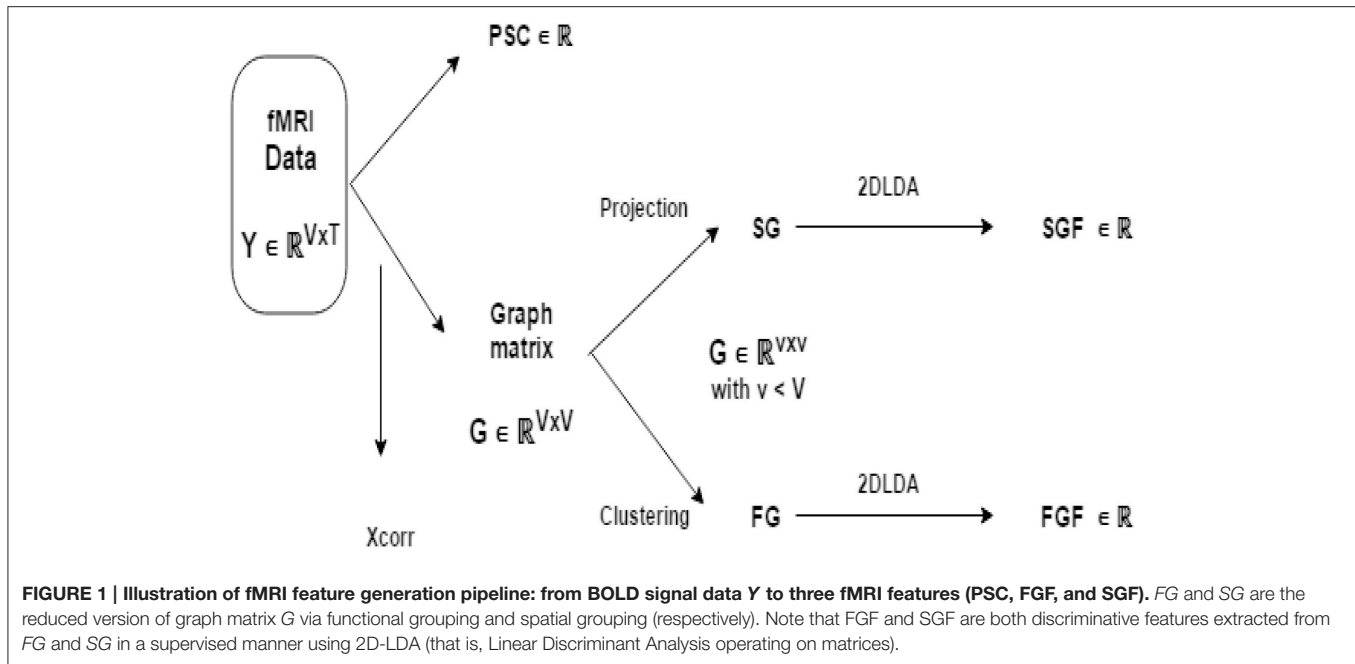 PSC ∈ ℝ
fMRI
Data
Y ∈ ℝVxT
Projection
SG
2DLDA
SGF ∈ ℝ
Graph
matrix
G ∈ ℝVxV
G ∈ ℝvxv
with v < V
Xcorr
Clustering
FG
2DLDA
FGF ∈ ℝ
FIGURE 1 | Illustration of fMRI feature generation pipeline: from BOLD signal data Y to three fMRI features (PSC, FGF, and SGF). FG and SG are the
reduced version of graph matrix G via functional grouping and spatial grouping (respectively). Note that FGF and SGF are both discriminative features extracted from
FG and SG in a supervised manner using 2D-LDA (that is, Linear Discriminant Analysis operating on matrices).